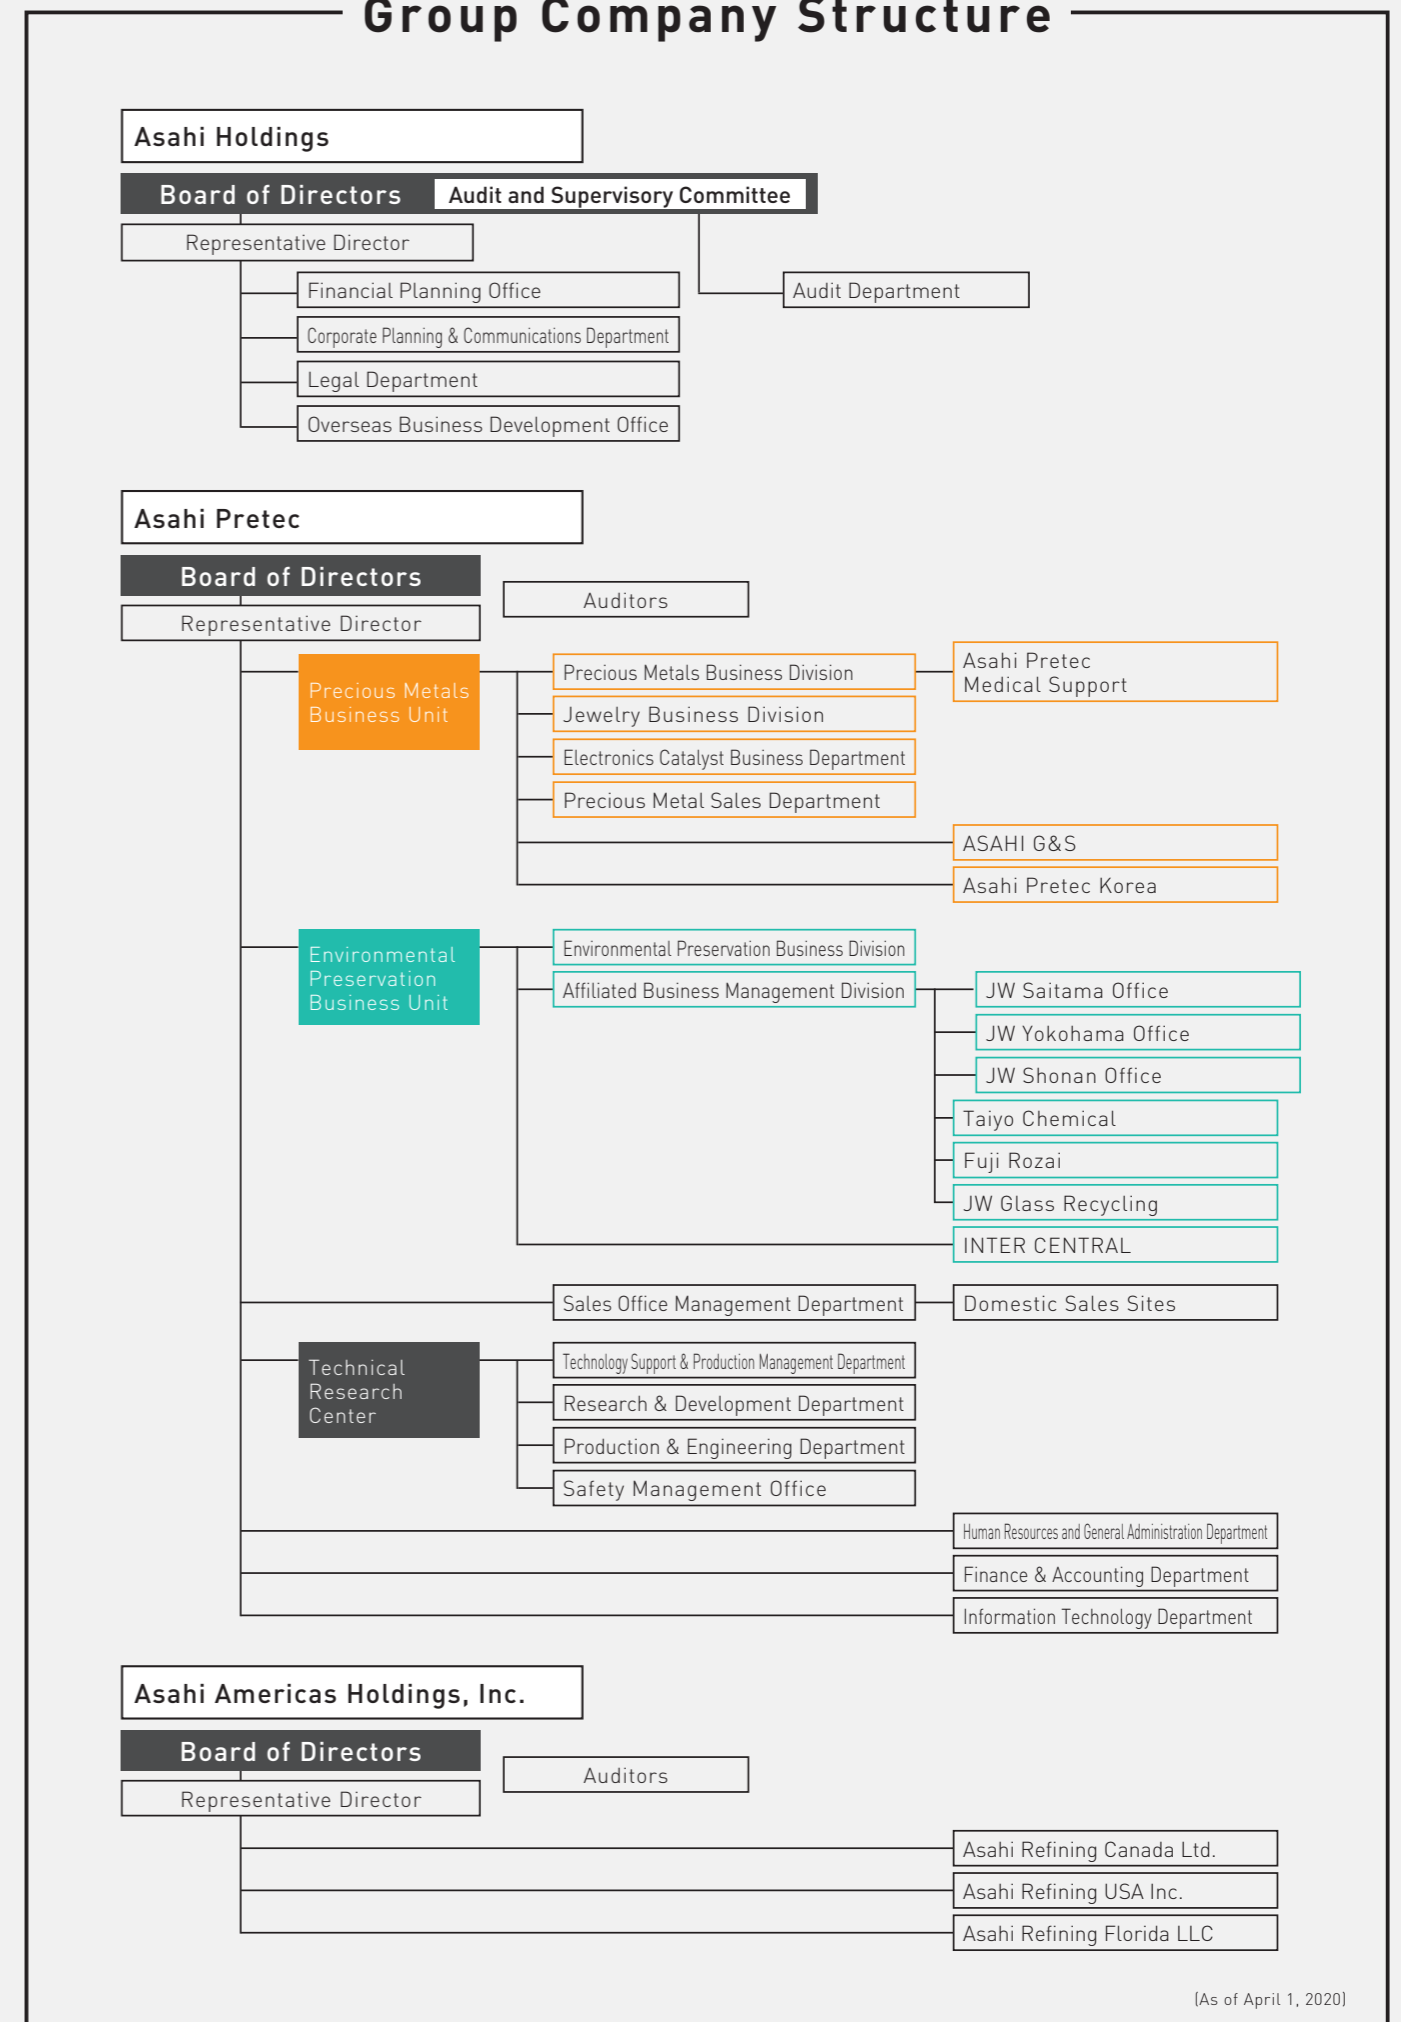 Group Company Structure
Asahi Holdings
Board of Directors
Audit and Supervisory Committee
Representative Director
Financial Planning Office
Audit Department
Corporate Planning & Communications Department
Legal Department
Overseas Business Development Office
Asahi Pretec
Board of Directors
Auditors
Representative Director
Precious Metals
Business Unit
Precious Metals Business Division
Asahi Pretec
Medical Support
Jewelry Business Division
Electronics Catalyst Business Department
Precious Metal Sales Department
ASAHI G&S
Asahi Pretec Korea
Environmental
Preservation
Business Unit
Environmental Preservation Business Division
Affiliated Business Management Division
JW Saitama Office
JW Yokohama Office
JW Shonan Office
Taiyo Chemical
Fuji Rozai
JW Glass Recycling
INTER CENTRAL
Sales Office Management Department
Domestic Sales Sites
Technical
Research
Center
Technology Support & Production Management Department
Research & Development Department
Production & Engineering Department
Safety Management Office
Human Resources and General Administration Department
Finance & Accounting Department
Information Technology Department
Asahi Americas Holdings, Inc.
Board of Directors
Auditors
Representative Director
Asahi Refining Canada Ltd.
Asahi Refining USA Inc.
Asahi Refining Florida LLC
(As of April 1, 2020)